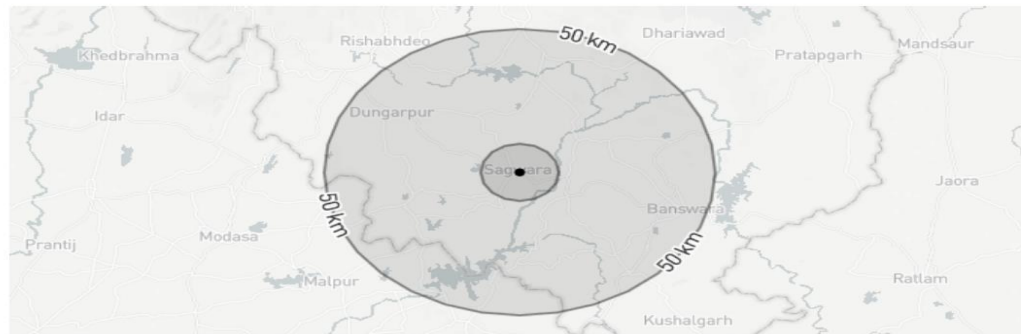 50 km
Dhariawad
Rishabhdeo
Mandsaur
Khedbrahma
Pratapgarh
Dungarpur
Idar
Sagwara
Jaora
50 km
Banswara
Modasa
Prantij
50 km
Malpur
Ratlam
Kushalgarh